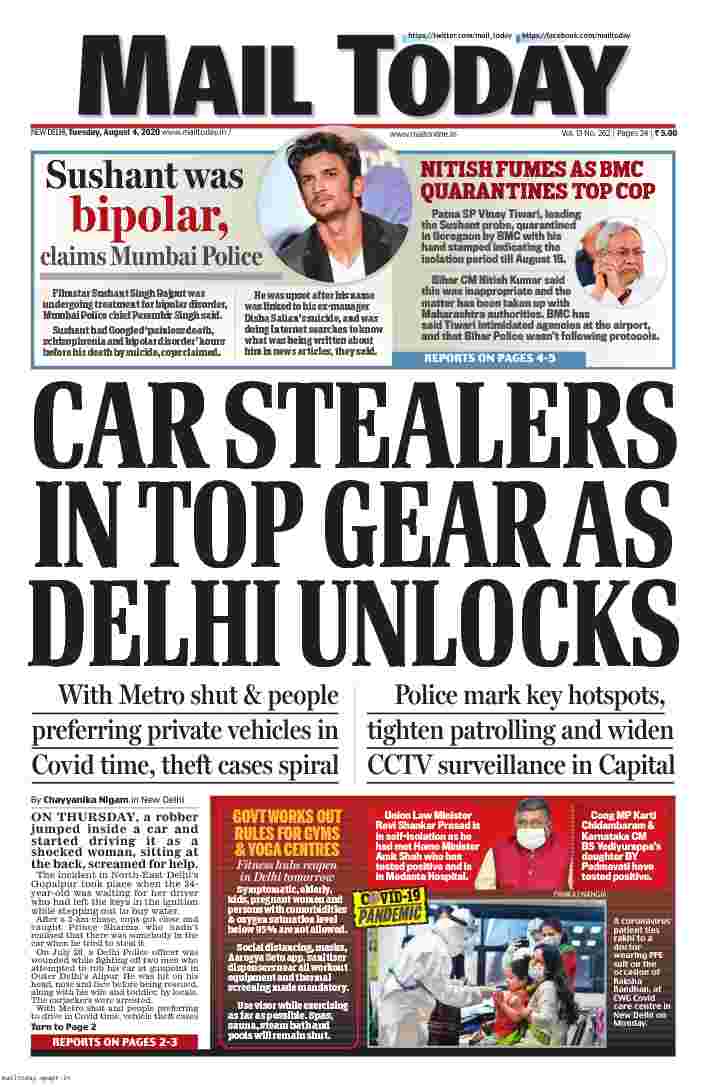 https://twitter.com/mail_today https://facebook.com/mailtoday
MAIL TODAY
NEW DELHI, Tuesday, August 4, 2020 www.mailtoday.in / www.mailonline.in Vol. 13 No. 262 | Pages 24 | ₹ 5.00
Sushant was
bipolar,
claims Mumbai Police
Filmstar Sushant Singh Rajput was
undergoing treatment for bipolar disorder,
Mumbai Police chief Parambir Singh said.
Sushant had Googled 'painless death,
schizophrenia and bipolar disorder' hours
before his death by suicide, cops claimed.
He was upset after his name
was linked to his ex-manager
Disha Salian's suicide, and was
doing Internet searches to know
what was being written about
him in news articles, they said.
NITISH FUMES AS BMC
QUARANTINES TOP COP
Patna SP Vinay Tiwari, leading
the Sushant probe, quarantined
in Goregaon by BMC with his
hand stamped indicating the
isolation period till August 15.
Bihar CM Nitish Kumar said
this was inappropriate and the
matter has been taken up with
Maharashtra authorities. BMC has
said Tiwari intimidated agencies at the airport,
and that Bihar Police wasn't following protocols.
REPORTS ON PAGES 4-5
CAR STEALERS
IN TOP GEAR AS
DELHI UNLOCKS
With Metro shut & people
preferring private vehicles in
Covid time, theft cases spiral
Police mark key hotspots,
tighten patrolling and widen
CCTV surveillance in Capital
By Chayyanika Nigam in New Delhi
ON THURSDAY, a robber
jumped inside a car and
started driving it as a
shocked woman, sitting at
the back, screamed for help.
The incident in North-East Delhi's
Gopalpur took place when the 34-
year-old was waiting for her driver
who had left the keys in the ignition
while stepping out to buy water.
After a 2-km chase, cops got close and
caught Prince Sharma who hadn't
realised that there was somebody in the
car when he tried to steal it.
On July 28, a Delhi Police officer was
wounded while fighting off two men who
attempted to rob his car at gunpoint in
Outer Delhi's Alipur. He was hit on his
head, nose and face before being rescued,
along with his wife and toddler, by locals.
The carjackers were arrested.
With Metro shut and people preferring
to drive in Covid time, vehicle theft cases
Turn to Page 2
REPORTS ON PAGES 2-3
GOVT WORKS OUT
RULES FOR GYMS
& YOGA CENTRES
Fitness hubs reopen
in Delhi tomorrow
Symptomatic, elderly,
kids, pregnant women and
persons with comorbidities
& oxygen saturation level
below 95% are not allowed.
Social distancing, masks,
Aarogya Setu app, sanitiser
dispensers near all workout
equipment and thermal
screening made mandatory.
Use visor while exercising
as far as possible. Spas,
sauna, steam bath and
pools will remain shut.
Union Law Minister
Ravi Shankar Prasad is
in self-isolation as he
had met Home Minister
Amit Shah who has
tested positive and is
in Medanta Hospital.
Cong MP Karti
Chidambaram &
Karnataka CM
BS Yediyurappa's
daughter BY
Padmavati have
tested positive.
COVID-19
PANDEMIC
PANKAJ NANGIA
A coronavirus
patient ties
rakhi to a
doctor
wearing PPE
suit on the
occasion of
Raksha
Bandhan, at
CWG Covid
care centre in
New Delhi on
Monday.
mailtoday.epapr.in